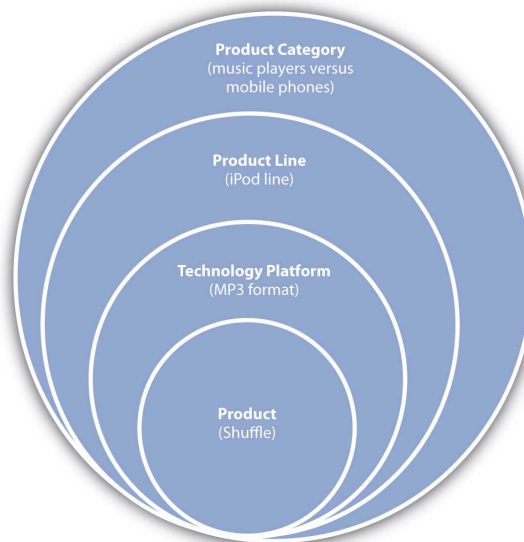 Product Category
(music players versus
mobile phones)
Product Line
(iPod line)
Technology Platform
(MP3 format)
Product
(Shuffle)